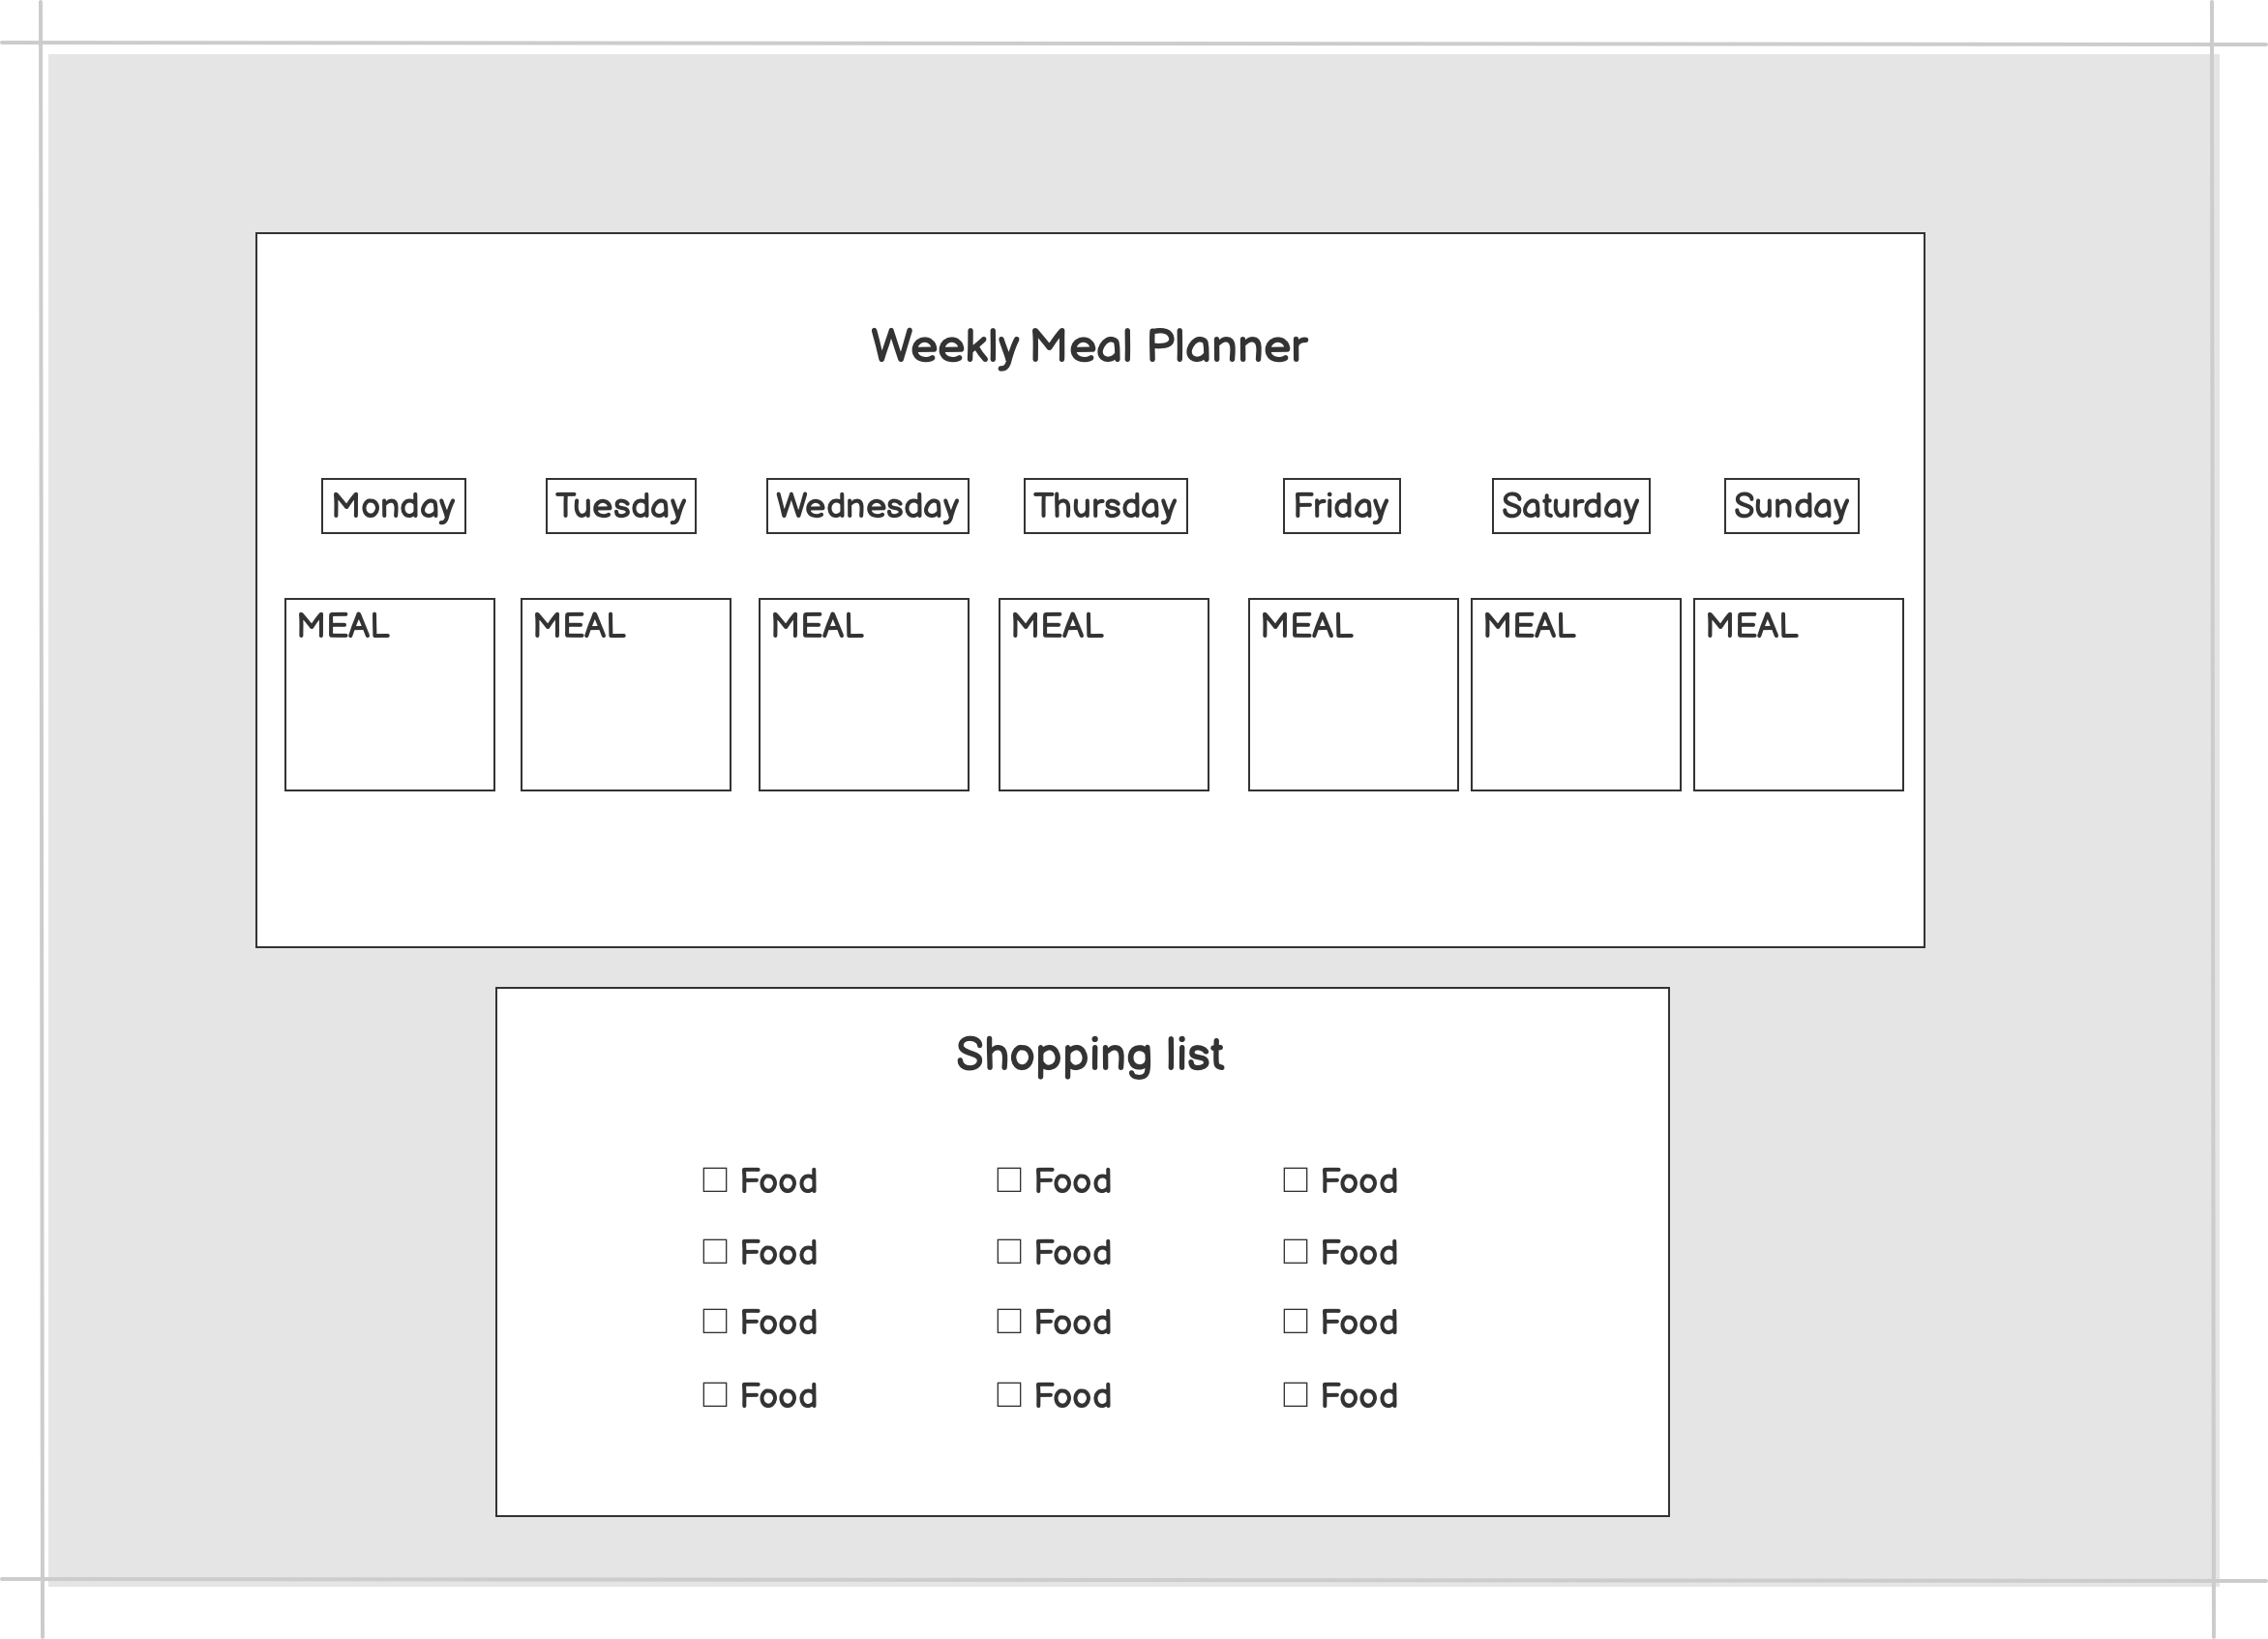 Weekly Meal Planner
Monday Tuesday Wednesday Thursday Friday Saturday Sunday
MEAL MEAL MEAL MEAL MEAL MEAL MEAL
Shopping list
Food Food Food
Food Food Food
Food Food Food
Food Food Food